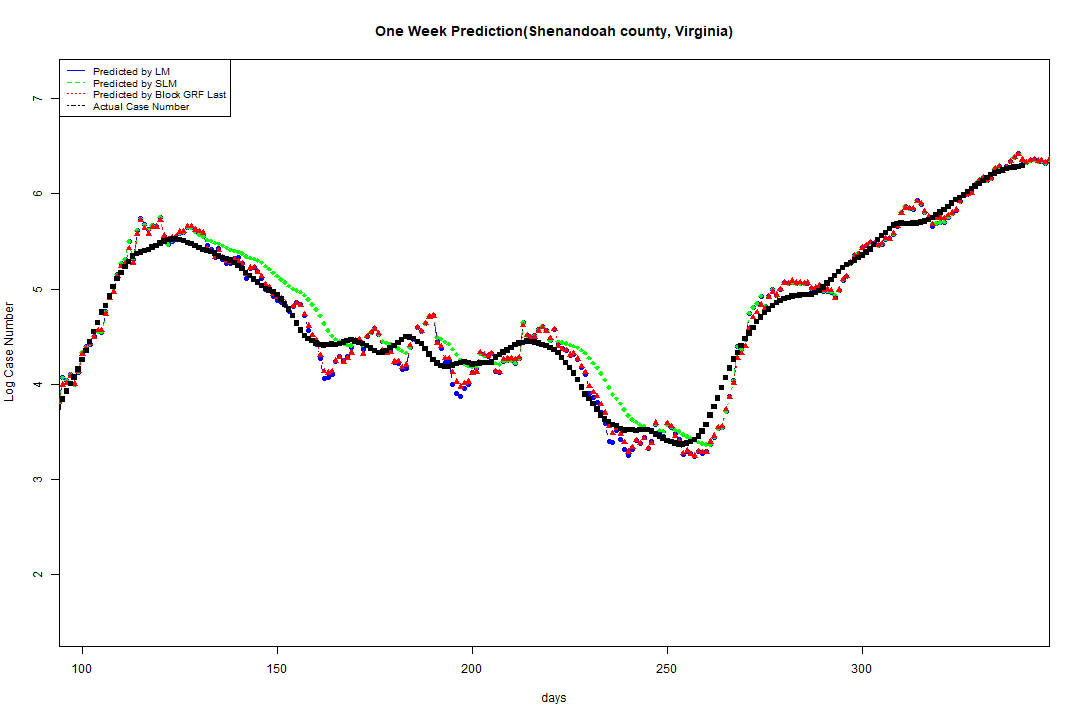 One Week Prediction(Shenandoah county, Virginia)
Predicted by LM
Predicted by SLM
Predicted by Block GRF Last
Actual Case Number
Log Case Number
7
6
5
4
3
2
100 150 200 250 300
days